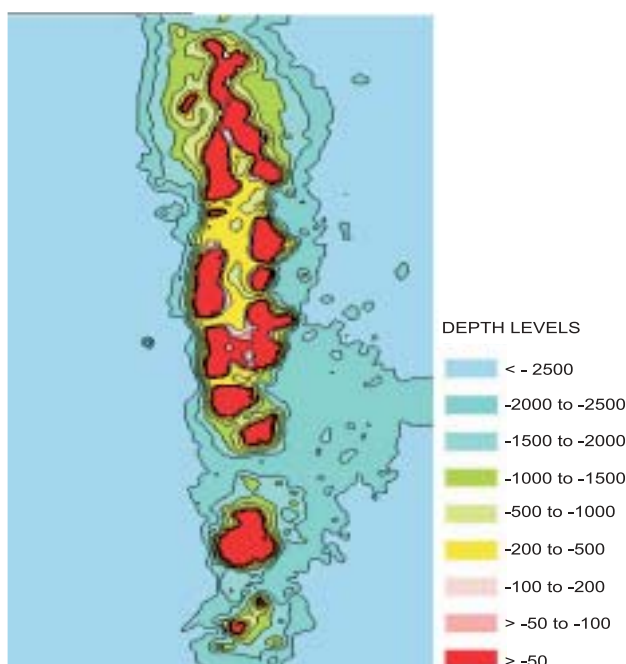 DEPTH LEVELS
< - 2500
-2000 to -2500
-1500 to -2000
-1000 to -1500
-500 to -1000
-200 to -500
-100 to -200
> -50 to -100
> -50